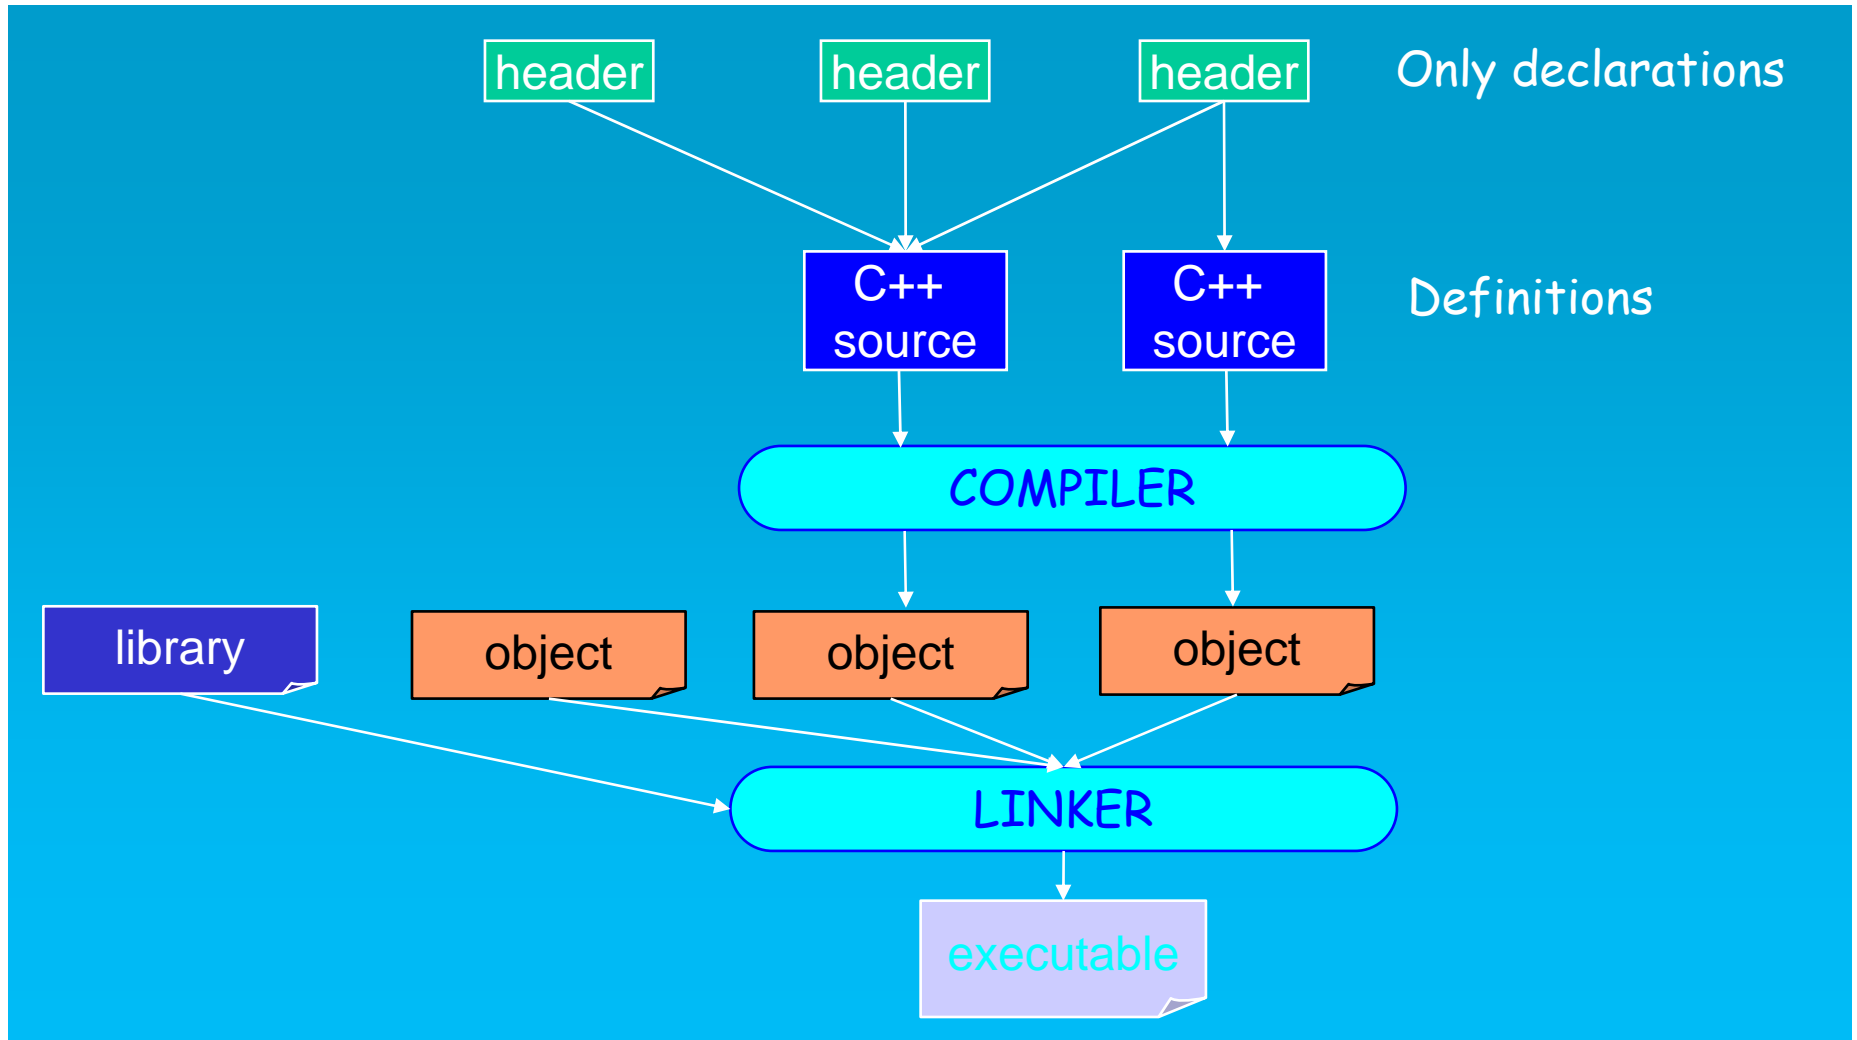 header
header
header
Only declarations
C++
source
C++
source
Definitions
COMPILER
library
object
object
object
LINKER
executable